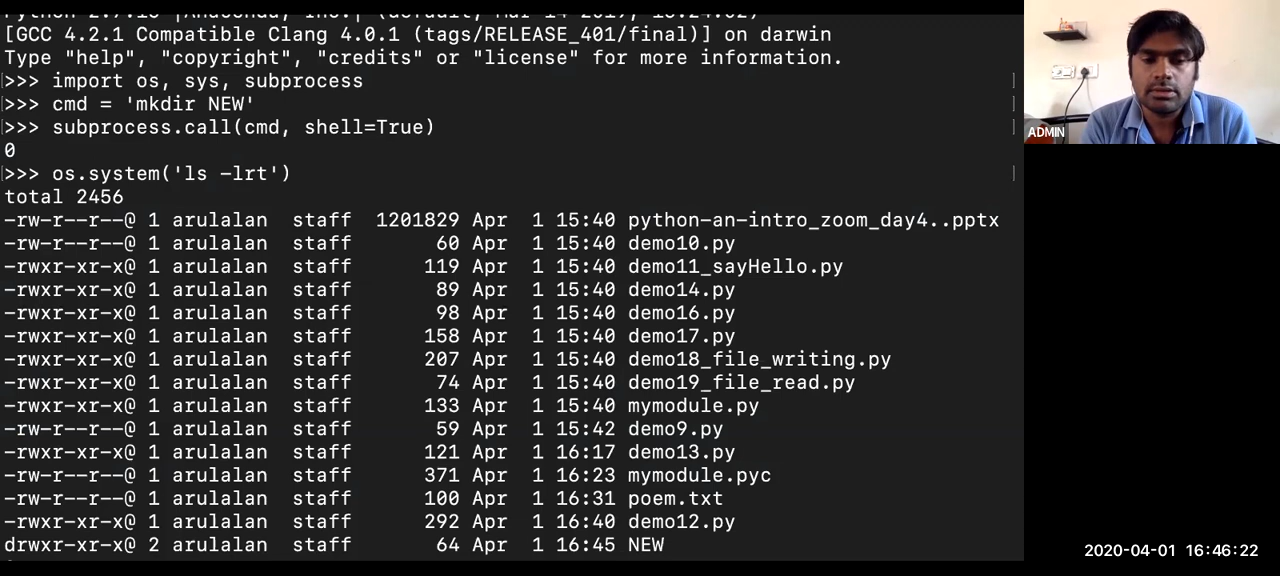 [GCC 4.2.1 Compatible Clang 4.0.1 (tags/RELEASE_401/final)] on darwin
Type "help", "copyright", "credits" or "license" for more information.
>>> import os, sys, subprocess
>>> cmd = 'mkdir NEW'
>>> subprocess.call(cmd, shell=True)
0
>>> os.system('ls -lrt')
total 2456
-rw-r--r--@ 1 arulalan  staff  1201829 Apr  1 15:40 python-an-intro_zoom_day4..pptx
-rw-r--r--@ 1 arulalan  staff       60 Apr  1 15:40 demo10.py
-rwxr-xr-x@ 1 arulalan  staff      119 Apr  1 15:40 demo11_sayHello.py
-rwxr-xr-x@ 1 arulalan  staff       89 Apr  1 15:40 demo14.py
-rwxr-xr-x@ 1 arulalan  staff       98 Apr  1 15:40 demo16.py
-rwxr-xr-x@ 1 arulalan  staff      158 Apr  1 15:40 demo17.py
-rwxr-xr-x@ 1 arulalan  staff      207 Apr  1 15:40 demo18_file_writing.py
-rwxr-xr-x@ 1 arulalan  staff       74 Apr  1 15:40 demo19_file_read.py
-rwxr-xr-x@ 1 arulalan  staff      133 Apr  1 15:40 mymodule.py
-rw-r--r--@ 1 arulalan  staff       59 Apr  1 15:42 demo9.py
-rwxr-xr-x@ 1 arulalan  staff      121 Apr  1 16:17 demo13.py
-rw-r--r--@ 1 arulalan  staff      371 Apr  1 16:23 mymodule.pyc
-rw-r--r--@ 1 arulalan  staff      100 Apr  1 16:31 poem.txt
-rwxr-xr-x@ 1 arulalan  staff      292 Apr  1 16:40 demo12.py
drwxr-xr-x@ 2 arulalan  staff       64 Apr  1 16:45 NEW
ADMIN
2020-04-01 16:46:22